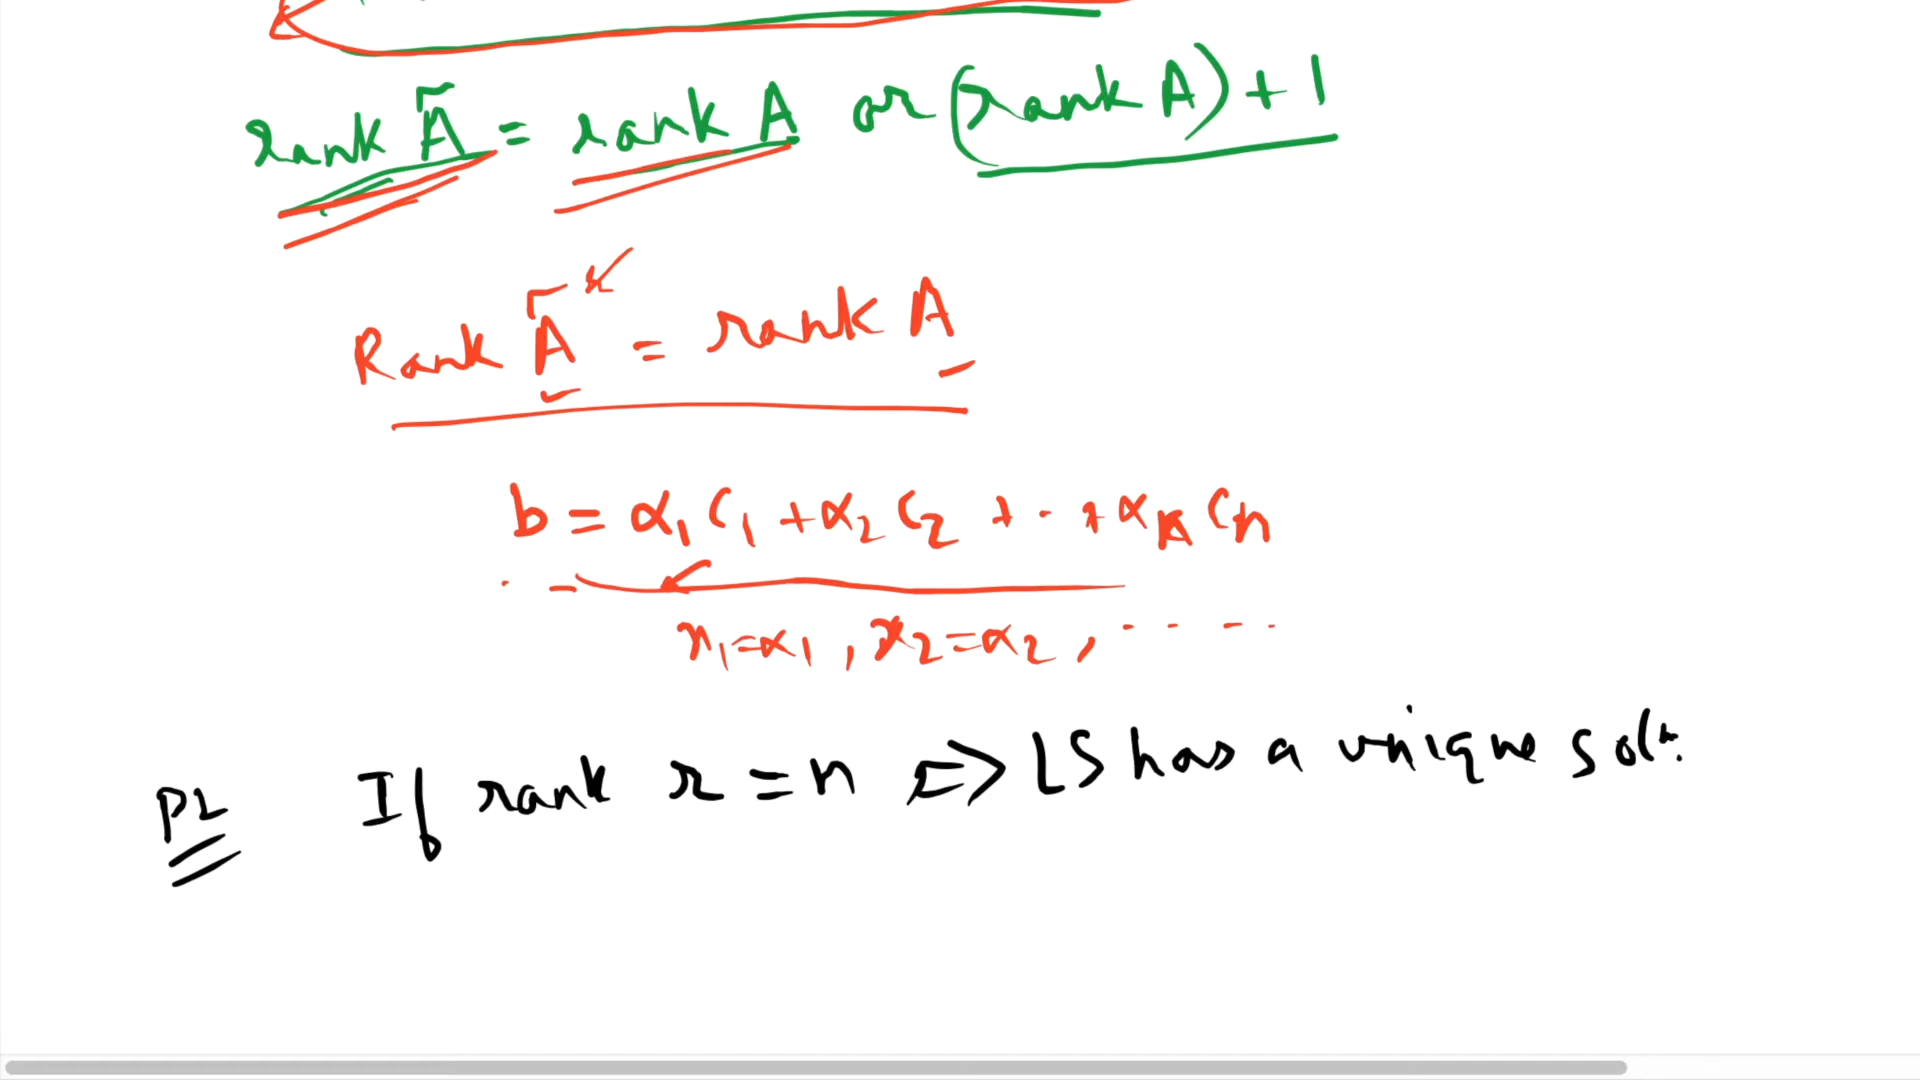 rank Ã = rank A or (rank A) + 1
Rank Ã = rank A
b = α₁ C₁ + α₂ C₂ + · · + αₙ Cₙ
x₁ = α₁ , x₂ = α₂ , - - - -
P2 If rank r = n <=> LS has a unique solⁿ.